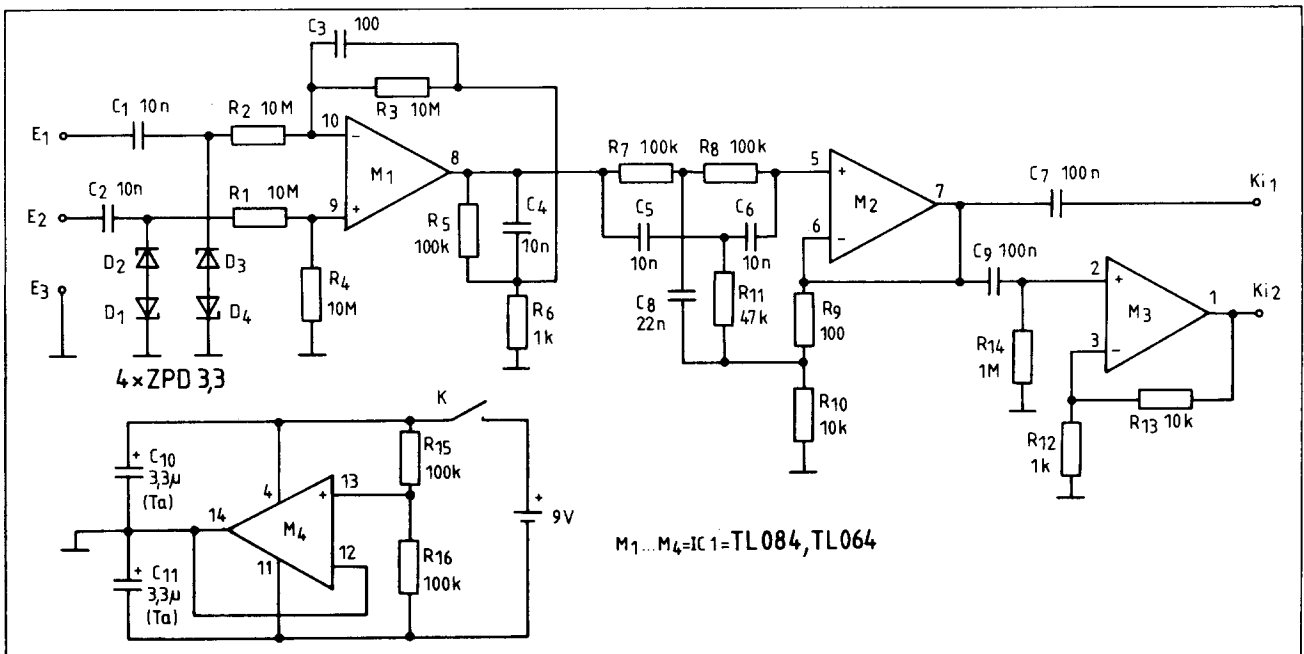 C3 100
R3 10M
C1 10n
R2 10M
10
E1
M1
8
C2 10n
R1 10M
9
E2
D2
D3
E3
D1
D4
R4
10M
4×ZPD 3,3
R5
100k
C4
10n
R6
1k
R7 100k
R8 100k
C5
10n
C6
10n
C8
22n
R11
47k
5
6
M2
7
R9
100
R10
10k
C7 100n
Ki1
C9 100n
2
3
M3
1
Ki2
R14
1M
R12
1k
R13 10k
K
C10
3,3µ
(Ta)
C11
3,3µ
(Ta)
14
4
11
M4
13
12
R15
100k
R16
100k
9V
M1...M4=IC1=TL084,TL064